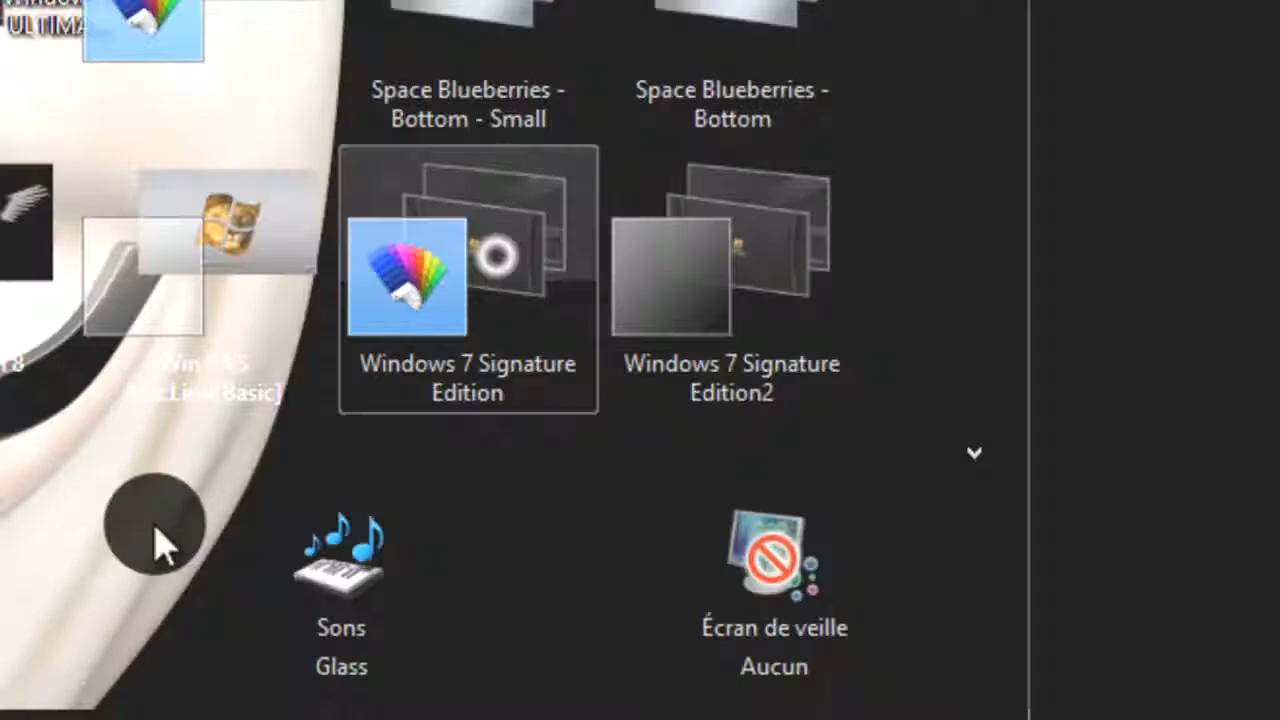 ULTIMA
Space Blueberries -
Bottom - Small
Space Blueberries -
Bottom
Windows 7 Signature
Edition
Windows 7 Signature
Edition2
[Basic]
Sons
Glass
Écran de veille
Aucun